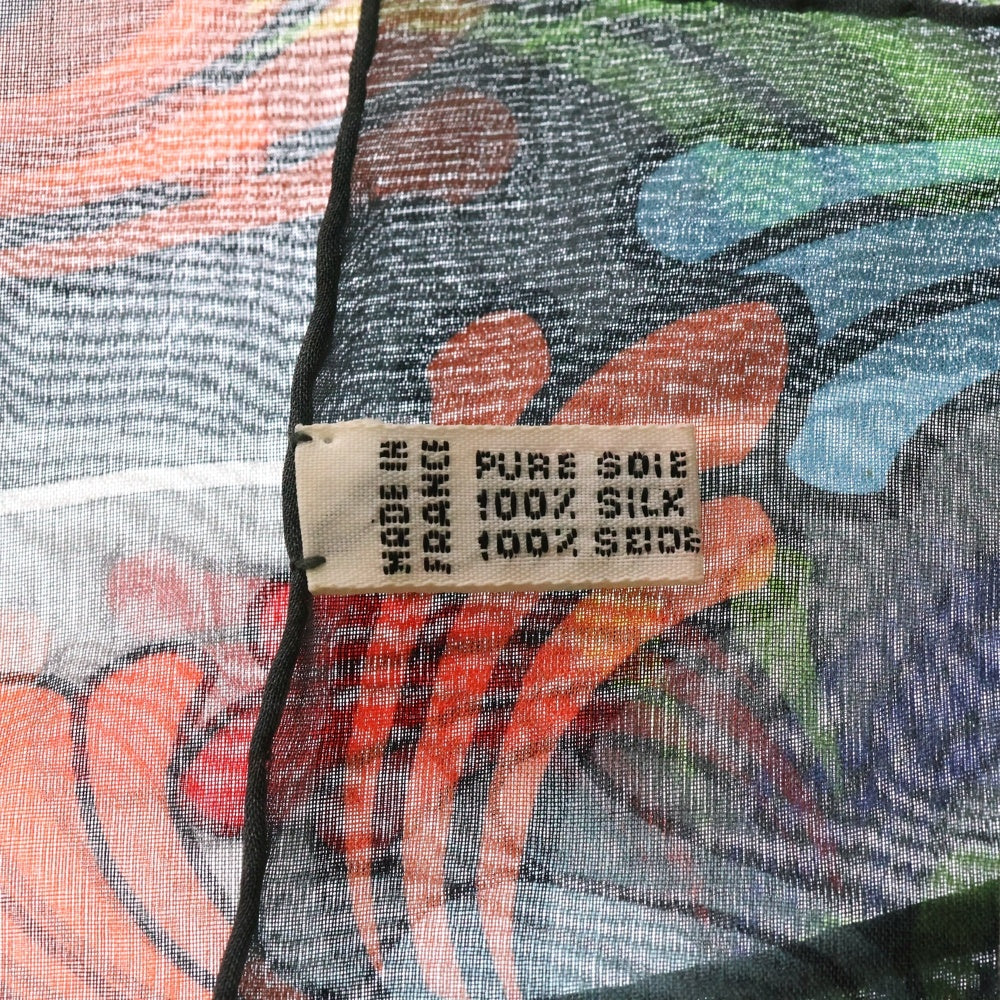 MADE IN
FRANCE
PURE SOIE
100% SILK
100% SEIDE